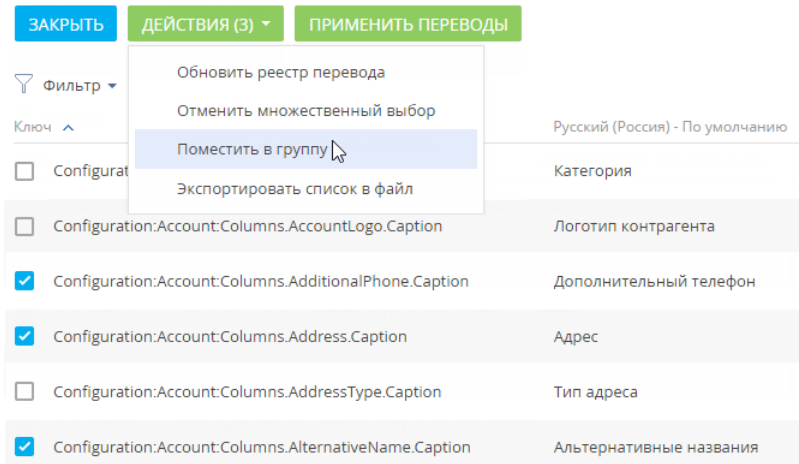 ЗАКРЫТЬ ДЕЙСТВИЯ (3) ПРИМЕНИТЬ ПЕРЕВОДЫ
Обновить реестр перевода
Фильтр
Отменить множественный выбор
Ключ Русский (Россия) - По умолчанию
Поместить в группу
Configurat Категория
Экспортировать список в файл
Configuration:Account:Columns.AccountLogo.Caption Логотип контрагента
Configuration:Account:Columns.AdditionalPhone.Caption Дополнительный телефон
Configuration:Account:Columns.Address.Caption Адрес
Configuration:Account:Columns.AddressType.Caption Тип адреса
Configuration:Account:Columns.AlternativeName.Caption Альтернативные названия